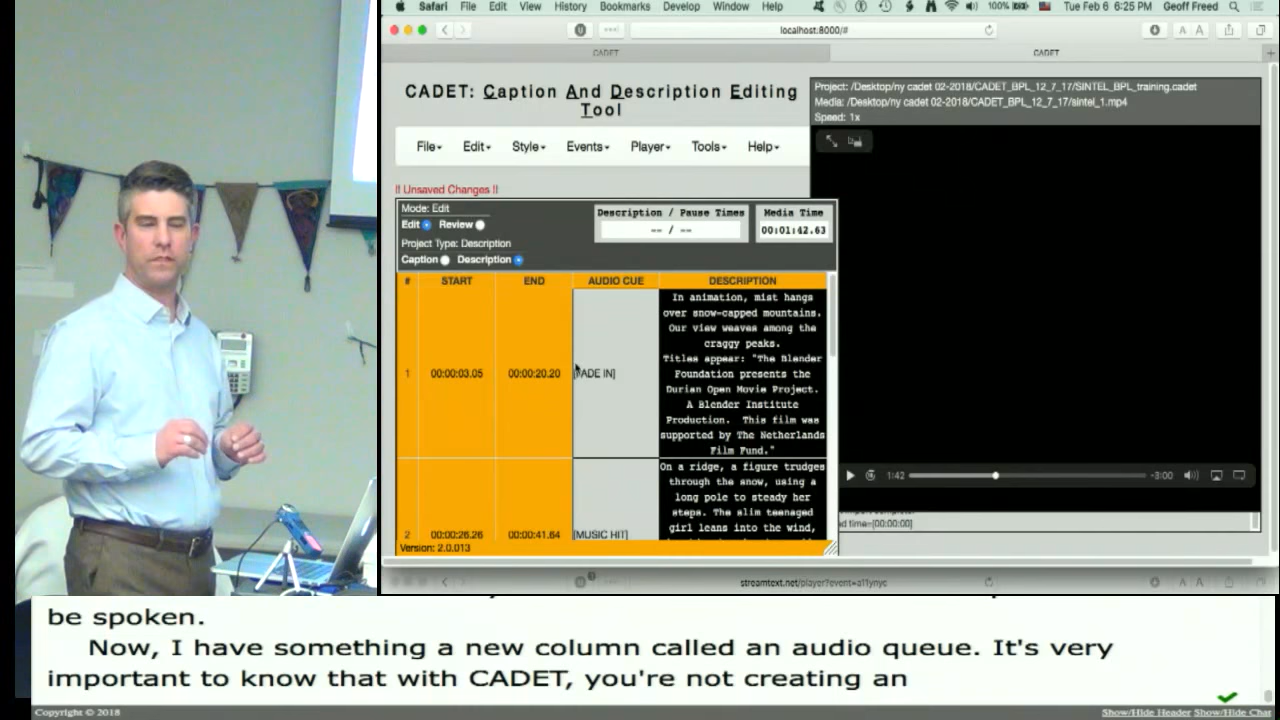 Safari File Edit View History Bookmarks Develop Window Help 100% Tue Feb 6 6:25 PM Geoff Freed
localhost:8000/#
CADET CADET
CADET: Caption And Description Editing
Tool
File Edit Style Events Player Tools Help
!! Unsaved Changes !!
Mode: Edit
Edit Review
Project Type: Description
Caption Description
Description / Pause Times
-- / --
Media Time
00:01:42.63
# START END AUDIO CUE DESCRIPTION
1 00:00:03.05 00:00:20.20 [FADE IN]
In animation, mist hangs
over snow-capped mountains.
Our view weaves among the
craggy peaks.
Titles appear: "The Blender
Foundation presents the
Durian Open Movie Project.
A Blender Institute
Production. This film was
supported by The Netherlands
Film Fund."
2 00:00:26.26 00:00:41.64 [MUSIC HIT]
On a ridge, a figure trudges
through the snow, using a
long pole to steady her
steps. The slim teenaged
girl leans into the wind,
Version: 2.0.013
Project: /Desktop/ny cadet 02-2018/CADET_BPL_12_7_17/SINTEL_BPL_training.cadet
Media: /Desktop/ny cadet 02-2018/CADET_BPL_12_7_17/sintel_1.mp4
Speed: 1x
1:42 -3:00
d time=[00:00:00]
streamtext.net/player?event=a11ynyc
be spoken.
Now, I have something a new column called an audio queue. It's very
important to know that with CADET, you're not creating an
Copyright © 2018
Show/Hide Header Show/Hide Chat